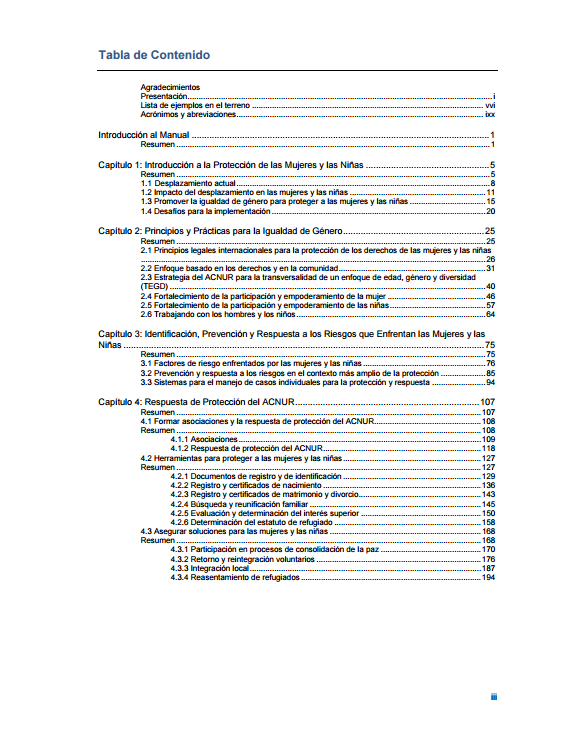 Tabla de Contenido
Agradecimientos
Presentación........ i
Lista de ejemplos en el terreno ........ vvi
Acrónimos y abreviaciones........ ixx
Introducción al Manual ........ 1
Resumen ........ 1
Capítulo 1: Introducción a la Protección de las Mujeres y las Niñas ........ 5
Resumen ........ 5
1.1 Desplazamiento actual ........ 8
1.2 Impacto del desplazamiento en las mujeres y las niñas ........ 11
1.3 Promover la igualdad de género para proteger a las mujeres y las niñas ........ 15
1.4 Desafíos para la implementación ........ 20
Capítulo 2: Principios y Prácticas para la Igualdad de Género........ 25
Resumen ........ 25
2.1 Principios legales internacionales para la protección de los derechos de las mujeres y las niñas
........ 26
2.2 Enfoque basado en los derechos y en la comunidad........ 31
2.3 Estrategia del ACNUR para la transversalidad de un enfoque de edad, género y diversidad
(TEGD) ........ 40
2.4 Fortalecimiento de la participación y empoderamiento de la mujer ........ 46
2.5 Fortalecimiento de la participación y empoderamiento de las niñas........ 57
2.6 Trabajando con los hombres y los niños........ 64
Capítulo 3: Identificación, Prevención y Respuesta a los Riesgos que Enfrentan las Mujeres y las
Niñas ........ 75
Resumen ........ 75
3.1 Factores de riesgo enfrentados por las mujeres y las niñas ........ 76
3.2 Prevención y respuesta a los riesgos en el contexto más amplio de la protección ........ 85
3.3 Sistemas para el manejo de casos individuales para la protección y respuesta ........ 94
Capítulo 4: Respuesta de Protección del ACNUR........ 107
Resumen ........ 107
4.1 Formar asociaciones y la respuesta de protección del ACNUR........ 108
Resumen ........ 108
4.1.1 Asociaciones ........ 109
4.1.2 Respuesta de protección del ACNUR........ 118
4.2 Herramientas para proteger a las mujeres y las niñas........ 127
Resumen ........ 127
4.2.1 Documentos de registro y de identificación ........ 129
4.2.2 Registro y certificados de nacimiento ........ 136
4.2.3 Registro y certificados de matrimonio y divorcio........ 143
4.2.4 Búsqueda y reunificación familiar ........ 145
4.2.5 Evaluación y determinación del interés superior ........ 150
4.2.6 Determinación del estatuto de refugiado ........ 158
4.3 Asegurar soluciones para las mujeres y las niñas ........ 168
Resumen ........ 168
4.3.1 Participación en procesos de consolidación de la paz ........ 170
4.3.2 Retorno y reintegración voluntarios ........ 176
4.3.3 Integración local........ 187
4.3.4 Reasentamiento de refugiados ........ 194
iii